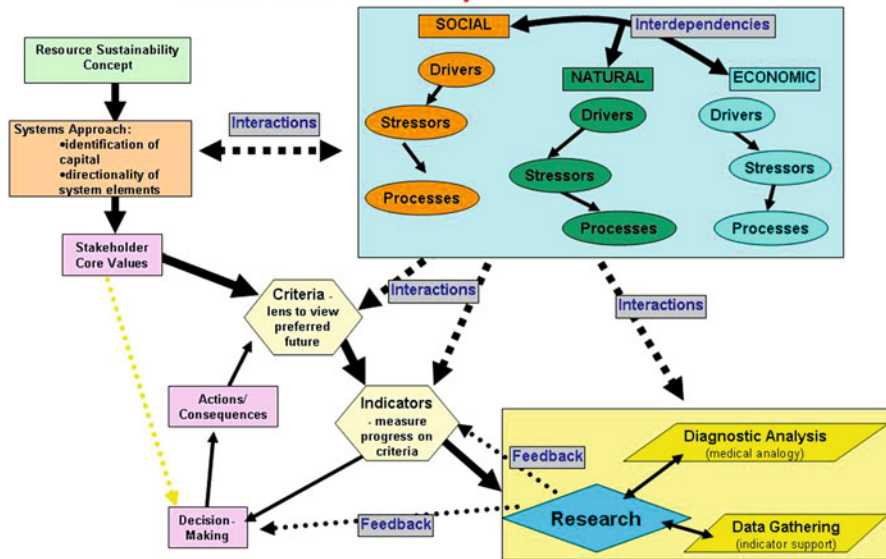 Resource Sustainability
Concept
Systems Approach:
•identification of
capital
•directionality of
system elements
Stakeholder
Core Values
Interactions
SOCIAL
Interdependencies
NATURAL
ECONOMIC
Drivers
Stressors
Processes
Drivers
Stressors
Processes
Drivers
Stressors
Processes
Criteria -
lens to view
preferred
future
Interactions
Interactions
Actions/
Consequences
Indicators
- measure
progress on
criteria
Decision-
Making
Feedback
Feedback
Research
Diagnostic Analysis
(medical analogy)
Data Gathering
(indicator support)